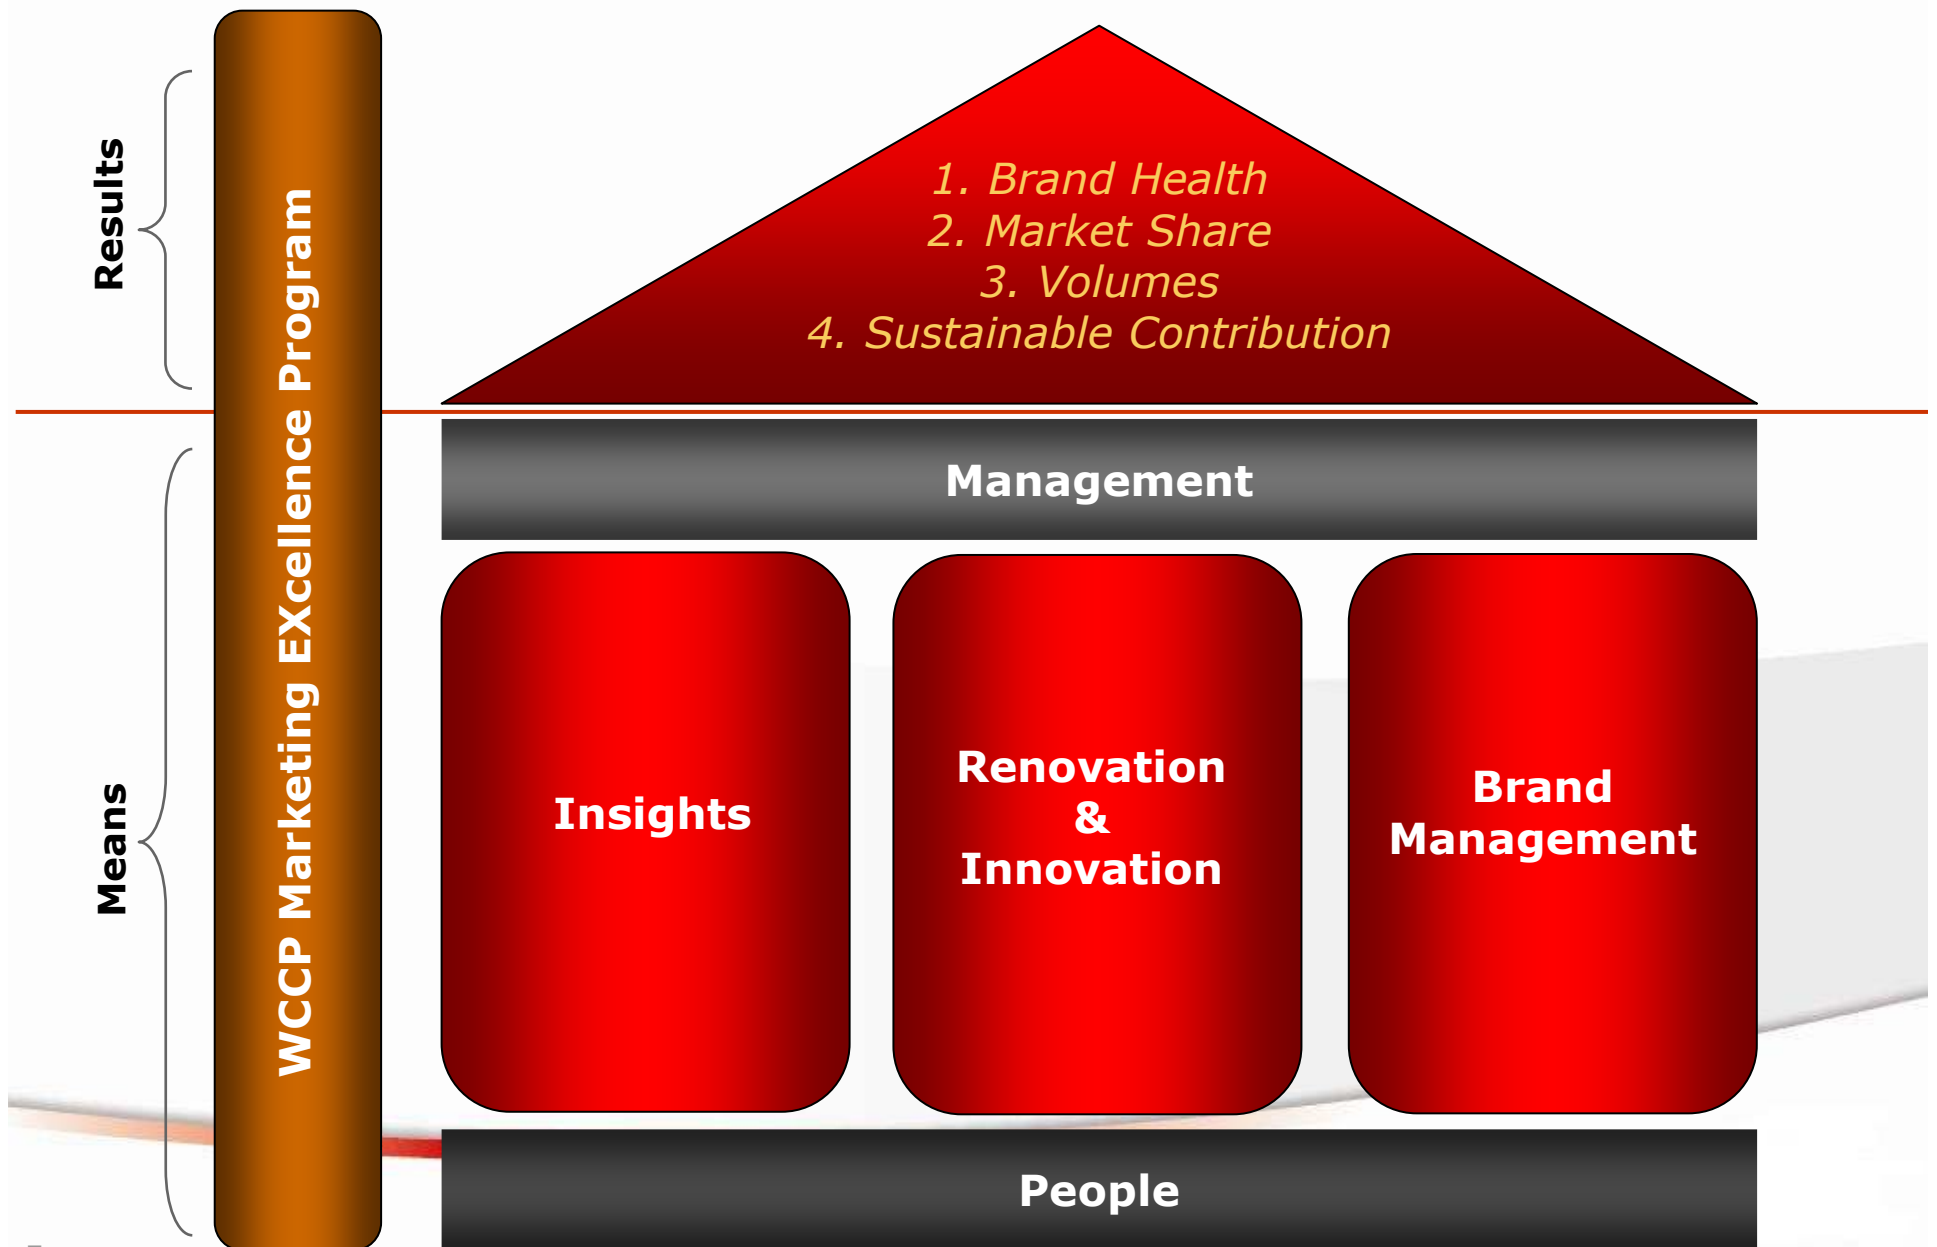 Results
Means
WCCP Marketing EXcellence Program
1. Brand Health
2. Market Share
3. Volumes
4. Sustainable Contribution
Management
Insights
Renovation
&
Innovation
Brand
Management
People